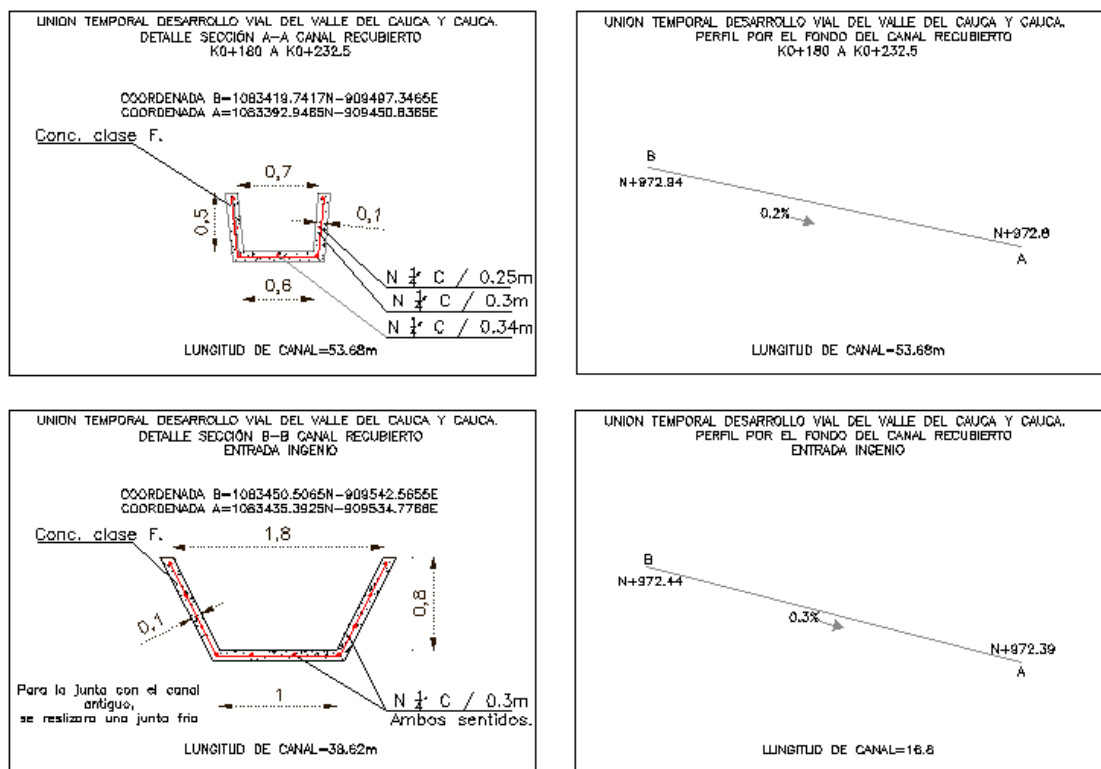 UNION TEMPORAL DESARROLLO VIAL DEL VALLE DEL CAUCA Y CAUCA.
DETALLE SECCIÓN A-A CANAL RECUBIERTO
K0+180 A K0+232.5
COORDENADA B=1083419.7417N-909497.3465E
COORDENADA A=1083392.9465N-909450.8365E
Conc. clase F.
0,7
0,5
0,1
0,6
N 1/4" C / 0.25m
N 1/4" C / 0.3m
N 1/4" C / 0.34m
LUNGITUD DE CANAL=53.68m
UNION TEMPORAL DESARROLLO VIAL DEL VALLE DEL CAUCA Y CAUCA.
PERFIL POR EL FONDO DEL CANAL RECUBIERTO
K0+180 A K0+232.5
B
N+972.94
0.2%
N+972.8
A
LUNGITUD DE CANAL=53.68m
UNION TEMPORAL DESARROLLO VIAL DEL VALLE DEL CAUCA Y CAUCA.
DETALLE SECCIÓN B-B CANAL RECUBIERTO
ENTRADA INGENIO
COORDENADA B=1083450.5065N-909542.5655E
COORDENADA A=1083435.3925N-909534.7768E
Conc. clase F.
1,8
0,8
0,1
1
N 1/4" C / 0.3m
Ambos sentidos.
Para la junta con el canal
antiguo,
se realizara una junta fria
LUNGITUD DE CANAL=38.62m
UNION TEMPORAL DESARROLLO VIAL DEL VALLE DEL CAUCA Y CAUCA.
PERFIL POR EL FONDO DEL CANAL RECUBIERTO
ENTRADA INGENIO
B
N+972.44
0.3%
N+972.39
A
LUNGITUD DE CANAL=16.8